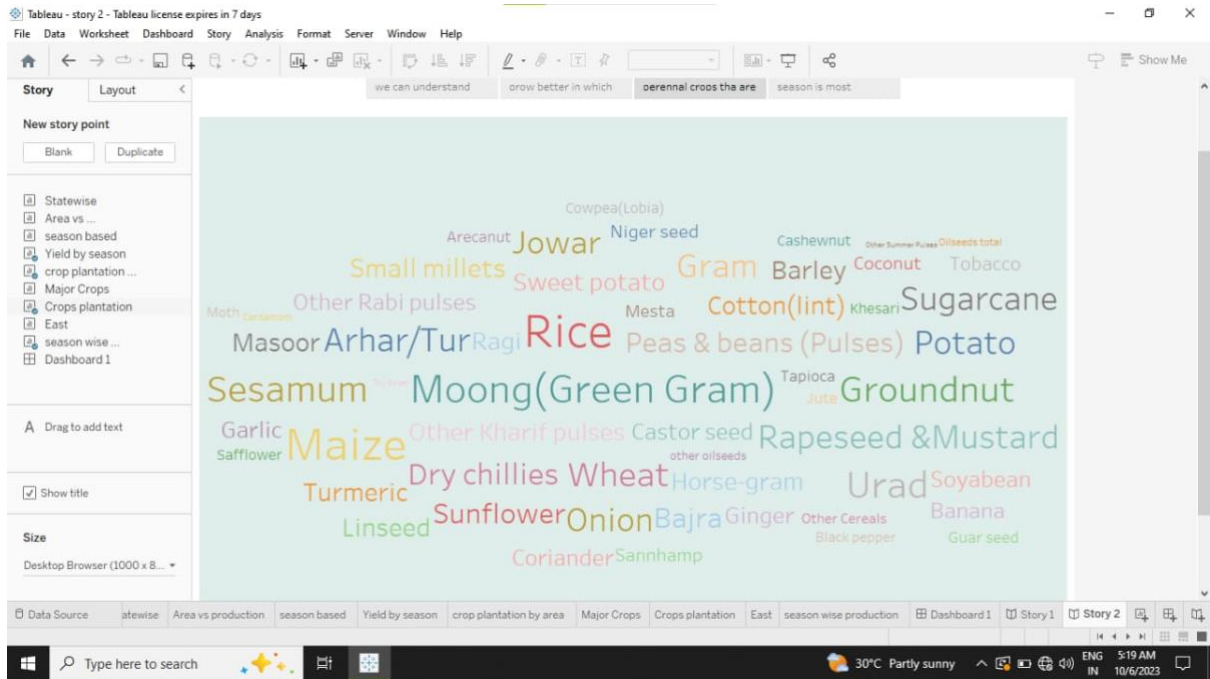 Tableau - story 2 - Tableau license expires in 7 days
File Data Worksheet Dashboard Story Analysis Format Server Window Help
Show Me
Story Layout
we can understand
orow better in which
oerennal croos tha are
season is most
New story point
Blank Duplicate
Statewise
Area vs ...
season based
Yield by season
crop plantation ...
Major Crops
Crops plantation
East
season wise ...
Dashboard 1
A Drag to add text
Show title
Size
Desktop Browser (1000 x 8...
Cowpea(Lobia)
Arecanut Jowar Niger seed Cashewnut Other Summer Pulses Oilseeds total
Small millets Sweet potato Gram Barley Coconut Tobacco
Moth Cardamom Other Rabi pulses Mesta Cotton(lint) Khesari Sugarcane
Masoor Arhar/Tur Ragi Rice Peas & beans (Pulses) Potato
Sesamum Moong(Green Gram) Tapioca Jute Groundnut
Garlic Maize Other Kharif pulses Castor seed Rapeseed &Mustard
Safflower other oilseeds
Turmeric Dry chillies Wheat Horse-gram Urad Soyabean
Linseed Sunflower Onion Bajra Ginger Other Cereals Banana
Black pepper Guar seed
Coriander Sannhamp
Data Source atewise Area vs production season based Yield by season crop plantation by area Major Crops Crops plantation East season wise production Dashboard 1 Story 1 Story 2
Type here to search
30°C Partly sunny
ENG
IN
5:19 AM
10/6/2023